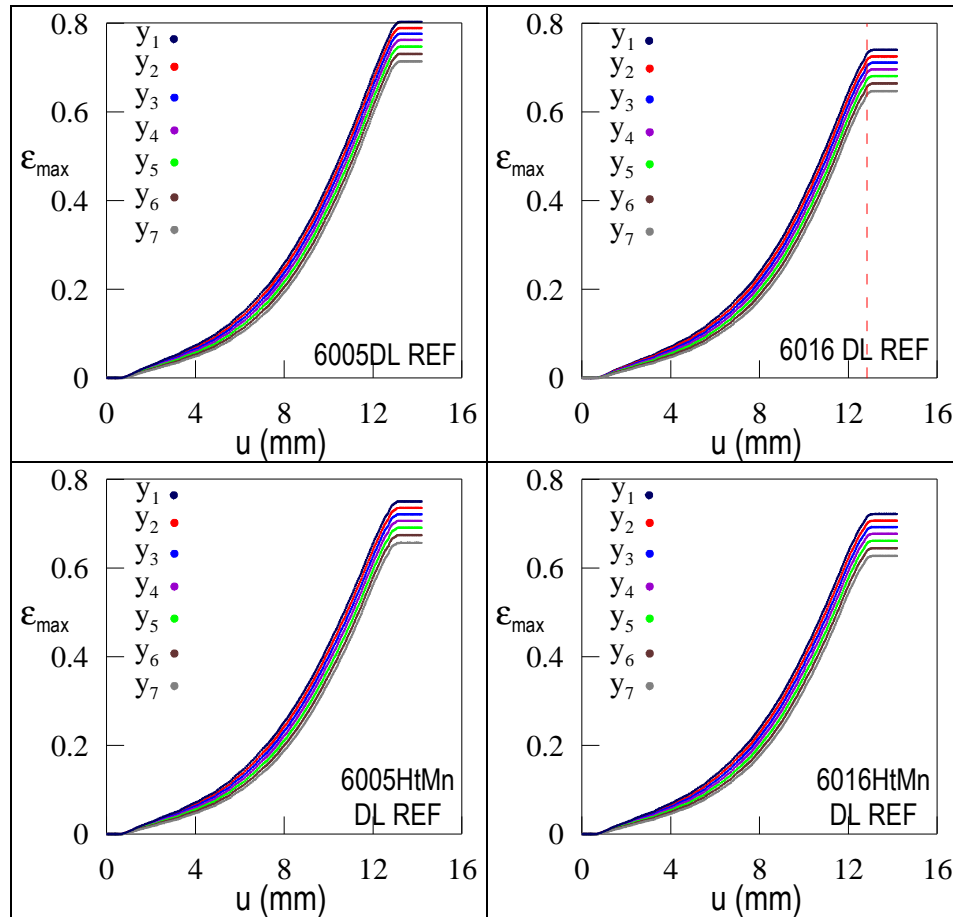 0.8
y1
y2
y3
0.6
y4
εmax
y5
0.4
y6
y7
0.2
6005DL REF
0
0 4 8 12 16
u (mm)
0.8
y1
y2
y3
0.6
y4
εmax
y5
0.4
y6
y7
0.2
6016 DL REF
0
0 4 8 12 16
u (mm)
0.8
y1
y2
y3
0.6
y4
εmax
y5
0.4
y6
y7
0.2
6005HtMn
DL REF
0
0 4 8 12 16
u (mm)
0.8
y1
y2
y3
0.6
y4
εmax
y5
0.4
y6
y7
0.2
6016HtMn
DL REF
0
0 4 8 12 16
u (mm)